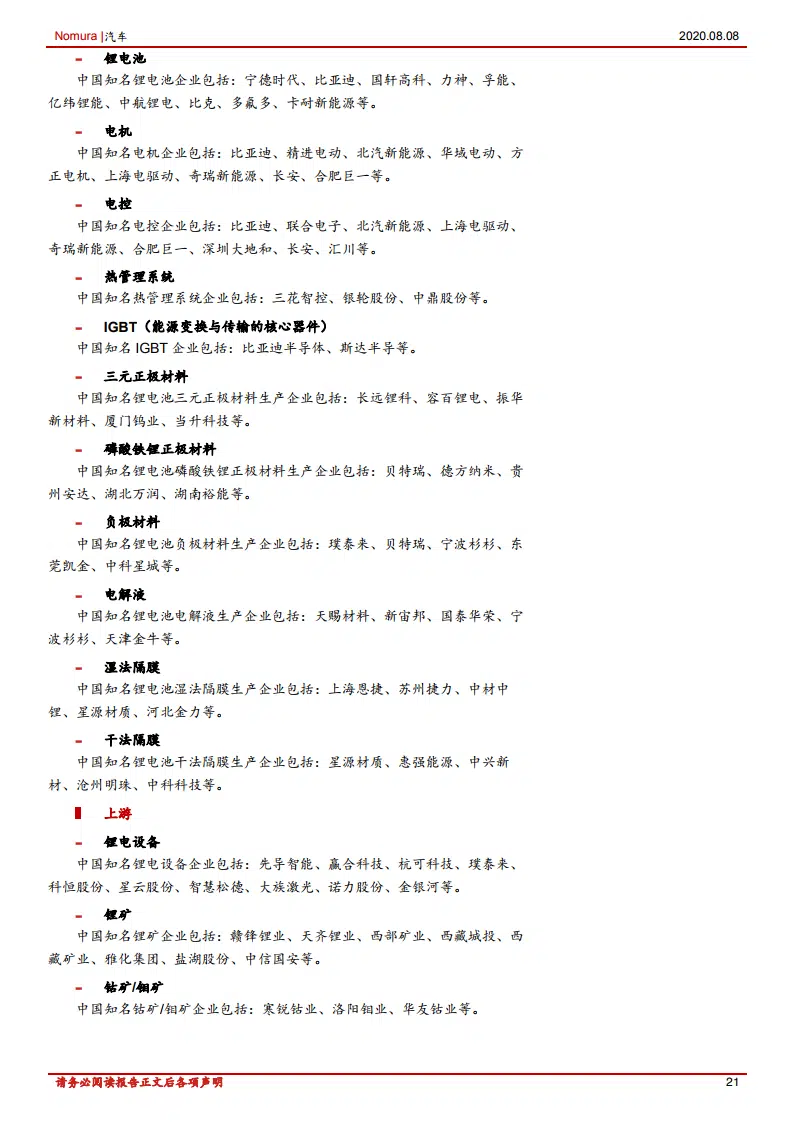 Nomura |汽车 2020.08.08
- 锂电池
中国知名锂电池企业包括：宁德时代、比亚迪、国轩高科、力神、孚能、
亿纬锂能、中航锂电、比克、多氟多、卡耐新能源等。
- 电机
中国知名电机企业包括：比亚迪、精进电动、北汽新能源、华域电动、方
正电机、上海电驱动、奇瑞新能源、长安、合肥巨一等。
- 电控
中国知名电控企业包括：比亚迪、联合电子、北汽新能源、上海电驱动、
奇瑞新能源、合肥巨一、深圳大地和、长安、汇川等。
- 热管理系统
中国知名热管理系统企业包括：三花智控、银轮股份、中鼎股份等。
- IGBT（能源变换与传输的核心器件）
中国知名 IGBT 企业包括：比亚迪半导体、斯达半导等。
- 三元正极材料
中国知名锂电池三元正极材料生产企业包括：长远锂科、容百锂电、振华
新材料、厦门钨业、当升科技等。
- 磷酸铁锂正极材料
中国知名锂电池磷酸铁锂正极材料生产企业包括：贝特瑞、德方纳米、贵
州安达、湖北万润、湖南裕能等。
- 负极材料
中国知名锂电池负极材料生产企业包括：璞泰来、贝特瑞、宁波杉杉、东
莞凯金、中科星城等。
- 电解液
中国知名锂电池电解液生产企业包括：天赐材料、新宙邦、国泰华荣、宁
波杉杉、天津金牛等。
- 湿法隔膜
中国知名锂电池湿法隔膜生产企业包括：上海恩捷、苏州捷力、中材中
锂、星源材质、河北金力等。
- 干法隔膜
中国知名锂电池干法隔膜生产企业包括：星源材质、惠强能源、中兴新
材、沧州明珠、中科科技等。
上游
- 锂电设备
中国知名锂电设备企业包括：先导智能、赢合科技、杭可科技、璞泰来、
科恒股份、星云股份、智慧松德、大族激光、诺力股份、金银河等。
- 锂矿
中国知名锂矿企业包括：赣锋锂业、天齐锂业、西部矿业、西藏城投、西
藏矿业、雅化集团、盐湖股份、中信国安等。
- 钴矿/钼矿
中国知名钴矿/钼矿企业包括：寒锐钴业、洛阳钼业、华友钴业等。
请务必阅读报告正文后各项声明 21